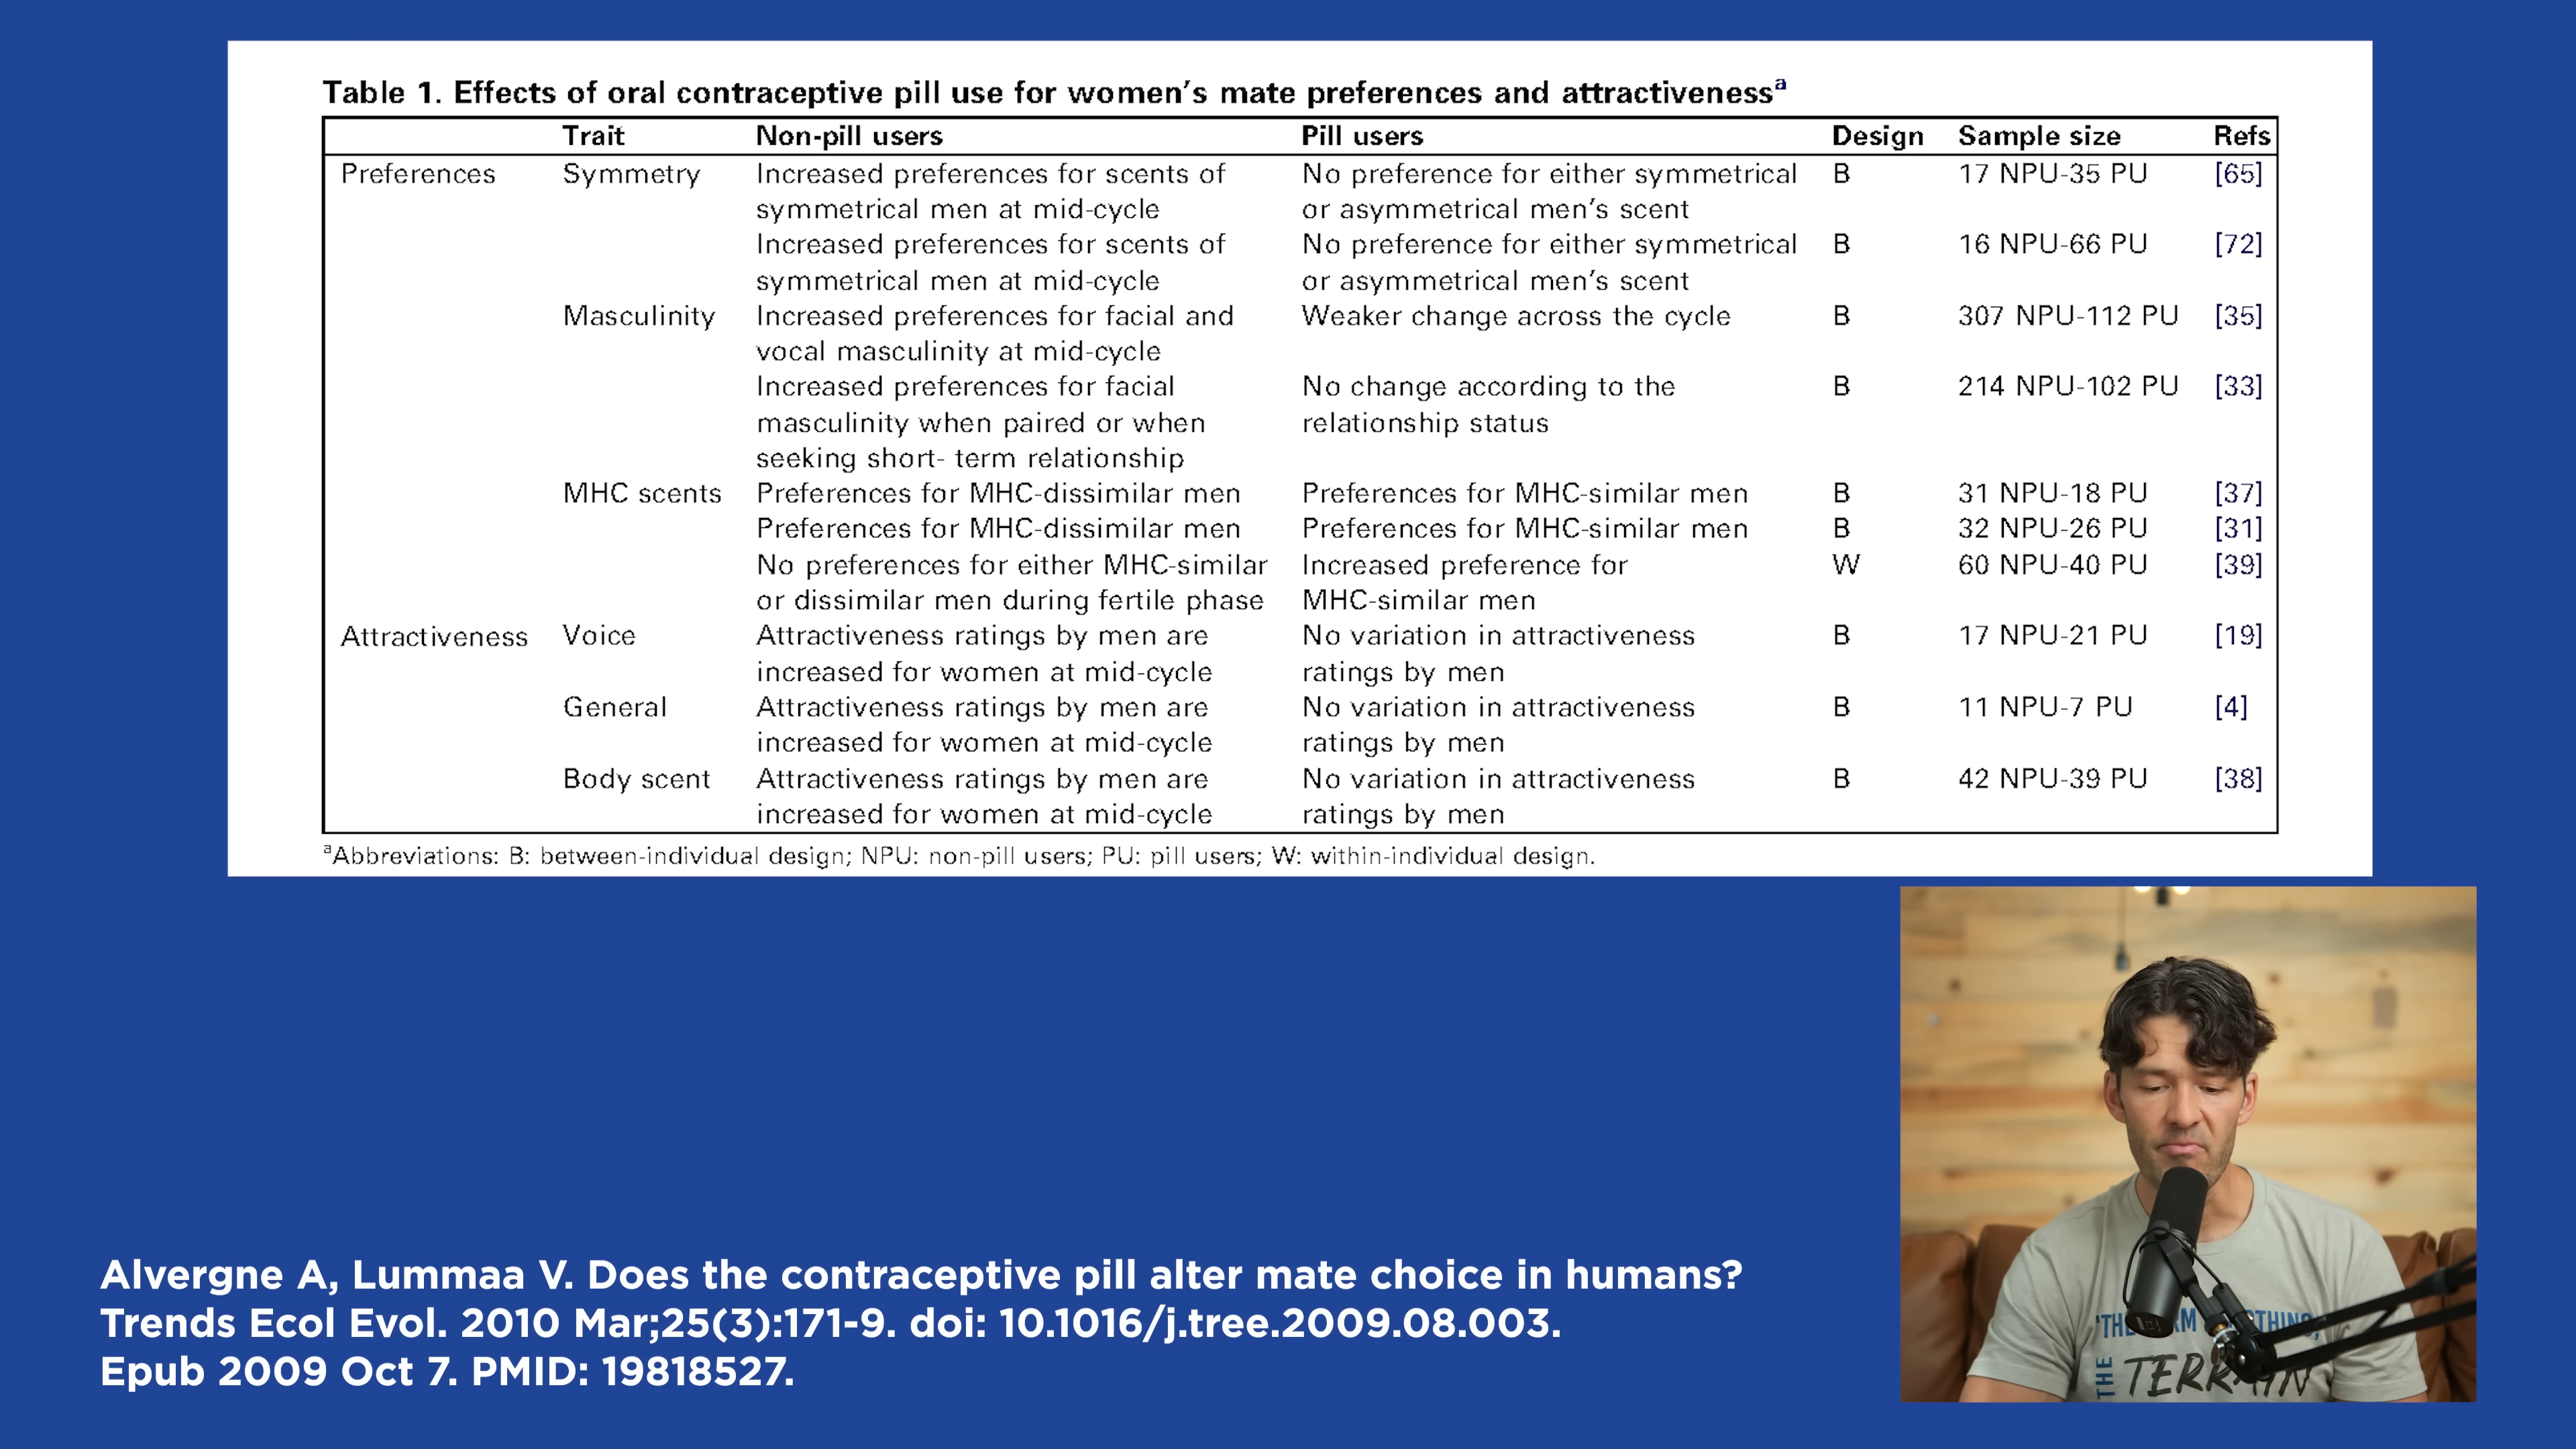 Table 1. Effects of oral contraceptive pill use for women's mate preferences and attractivenessa
Trait Non-pill users Pill users Design Sample size Refs
Preferences Symmetry Increased preferences for scents of No preference for either symmetrical B 17 NPU-35 PU [65]
symmetrical men at mid-cycle or asymmetrical men's scent
Increased preferences for scents of No preference for either symmetrical B 16 NPU-66 PU [72]
symmetrical men at mid-cycle or asymmetrical men's scent
Masculinity Increased preferences for facial and Weaker change across the cycle B 307 NPU-112 PU [35]
vocal masculinity at mid-cycle
Increased preferences for facial No change according to the B 214 NPU-102 PU [33]
masculinity when paired or when relationship status
seeking short- term relationship
MHC scents Preferences for MHC-dissimilar men Preferences for MHC-similar men B 31 NPU-18 PU [37]
Preferences for MHC-dissimilar men Preferences for MHC-similar men B 32 NPU-26 PU [31]
No preferences for either MHC-similar Increased preference for W 60 NPU-40 PU [39]
or dissimilar men during fertile phase MHC-similar men
Attractiveness Voice Attractiveness ratings by men are No variation in attractiveness B 17 NPU-21 PU [19]
increased for women at mid-cycle ratings by men
General Attractiveness ratings by men are No variation in attractiveness B 11 NPU-7 PU [4]
increased for women at mid-cycle ratings by men
Body scent Attractiveness ratings by men are No variation in attractiveness B 42 NPU-39 PU [38]
increased for women at mid-cycle ratings by men
aAbbreviations: B: between-individual design; NPU: non-pill users; PU: pill users; W: within-individual design.
Alvergne A, Lummaa V. Does the contraceptive pill alter mate choice in humans?
Trends Ecol Evol. 2010 Mar;25(3):171-9. doi: 10.1016/j.tree.2009.08.003.
Epub 2009 Oct 7. PMID: 19818527.
THE